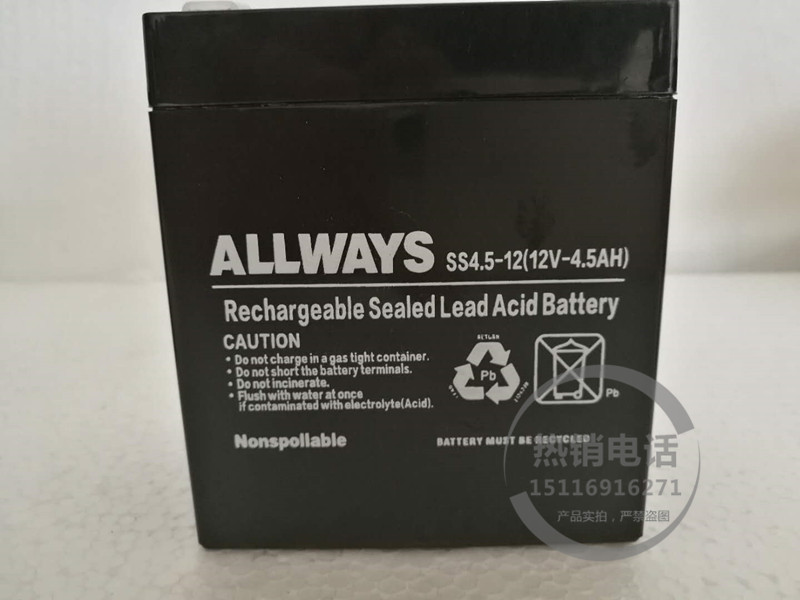 ALLWAYS SS4.5-12(12V-4.5AH)
Rechargeable Sealed Lead Acid Battery
CAUTION
• Do not charge in a gas tight container.
• Do not short the battery terminals.
• Do not incinerate.
• Flush with water at once
if contaminated with electrolyte(Acid).
Pb
Pb
Nonspollable
BATTERY MUST BE RECYCLED
热销电话
15116916271
产品实拍，严禁盗图